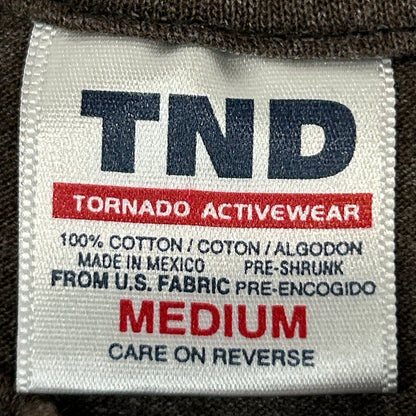 TND
TORNADO ACTIVEWEAR
100% COTTON / COTON / ALGODON
MADE IN MEXICO PRE-SHRUNK
FROM U.S. FABRIC PRE-ENCOGIDO
MEDIUM
CARE ON REVERSE